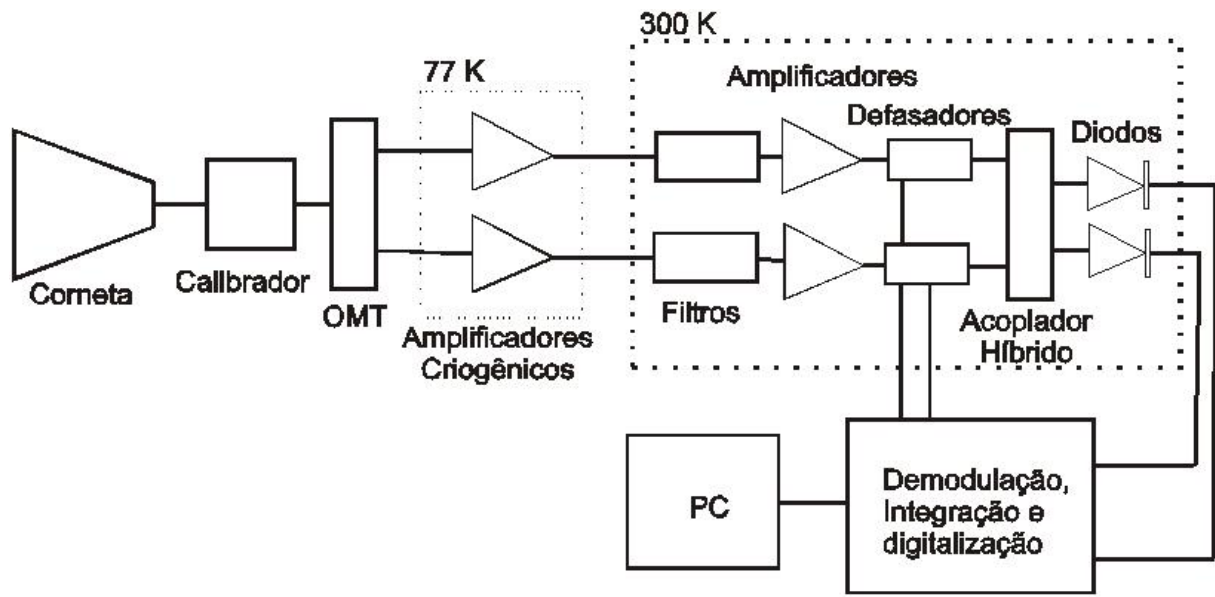 300 K
77 K
Amplificadores
Defasadores
Diodos
Corneta
Calibrador
OMT
Amplificadores
Criogênicos
Filtros
Acoplador
Híbrido
PC
Demodulação,
Integração e
digitalização